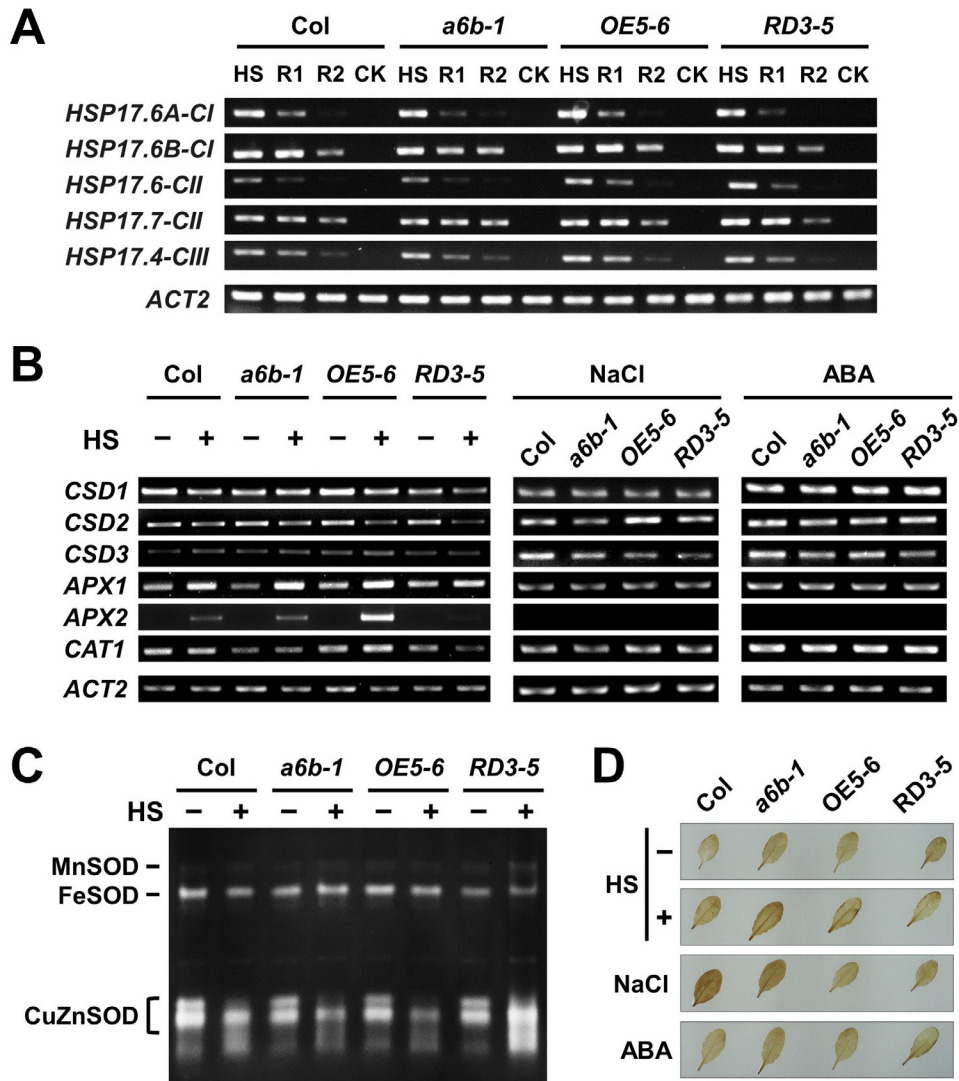 A
Col a6b-1 OE5-6 RD3-5
HS R1 R2 CK HS R1 R2 CK HS R1 R2 CK HS R1 R2 CK
HSP17.6A-CI
HSP17.6B-CI
HSP17.6-CII
HSP17.7-CII
HSP17.4-CIII
ACT2
B
Col a6b-1 OE5-6 RD3-5 NaCl ABA
HS − + − + − + − + Col a6b-1 OE5-6 RD3-5 Col a6b-1 OE5-6 RD3-5
CSD1
CSD2
CSD3
APX1
APX2
CAT1
ACT2
C
Col a6b-1 OE5-6 RD3-5
HS − + − + − + − +
MnSOD –
FeSOD –
CuZnSOD
D
Col a6b-1 OE5-6 RD3-5
−
HS
+
NaCl
ABA